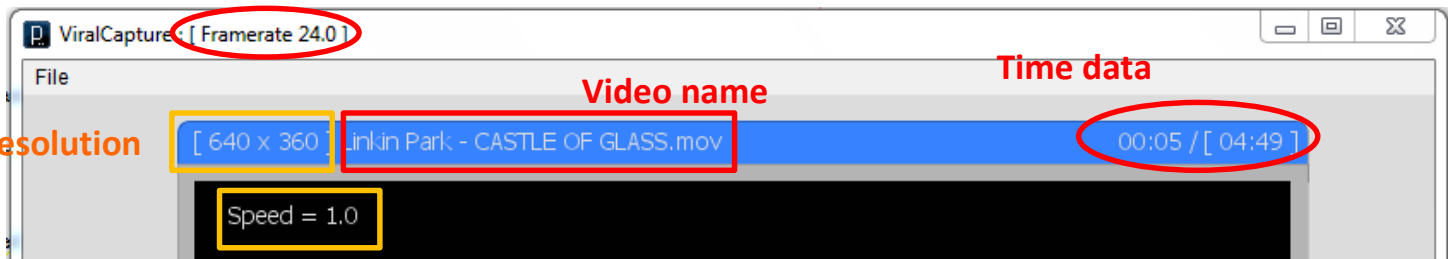 ViralCapture : [ Framerate 24.0 ]
File
Time data
Video name
esolution
[ 640 x 360 ] Linkin Park - CASTLE OF GLASS.mov 00:05 / [ 04:49 ]
Speed = 1.0